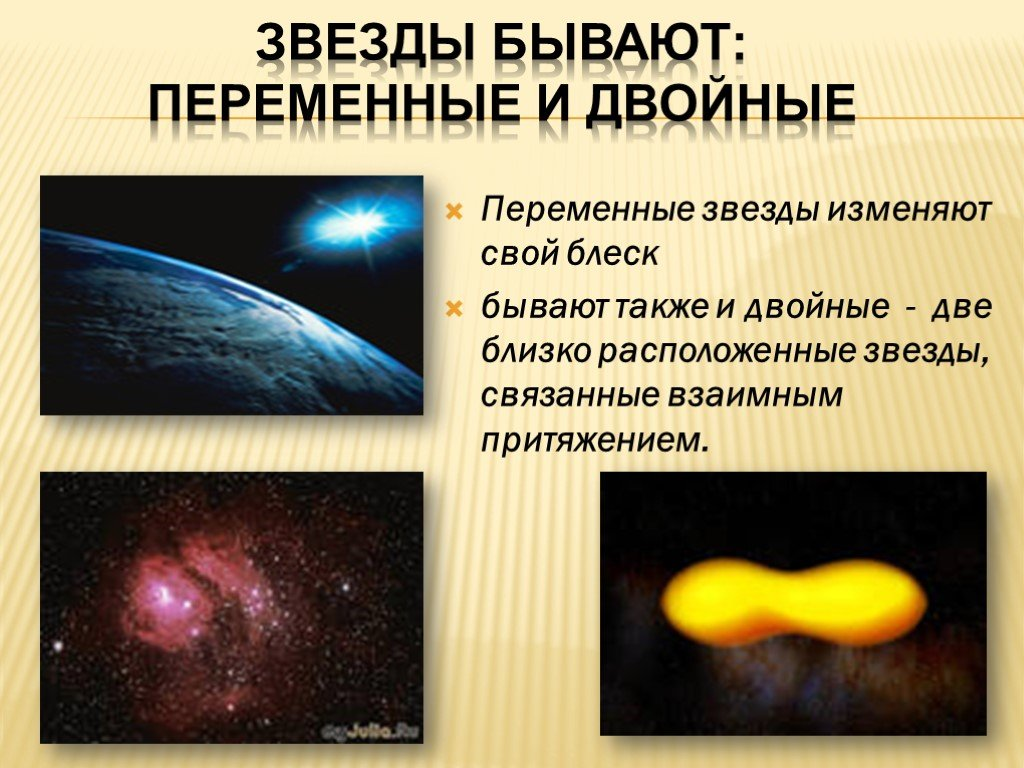 ЗВЕЗДЫ БЫВАЮТ:
ПЕРЕМЕННЫЕ И ДВОЙНЫЕ
Переменные звезды изменяют
свой блеск
бывают также и двойные - две
близко расположенные звезды,
связанные взаимным
притяжением.